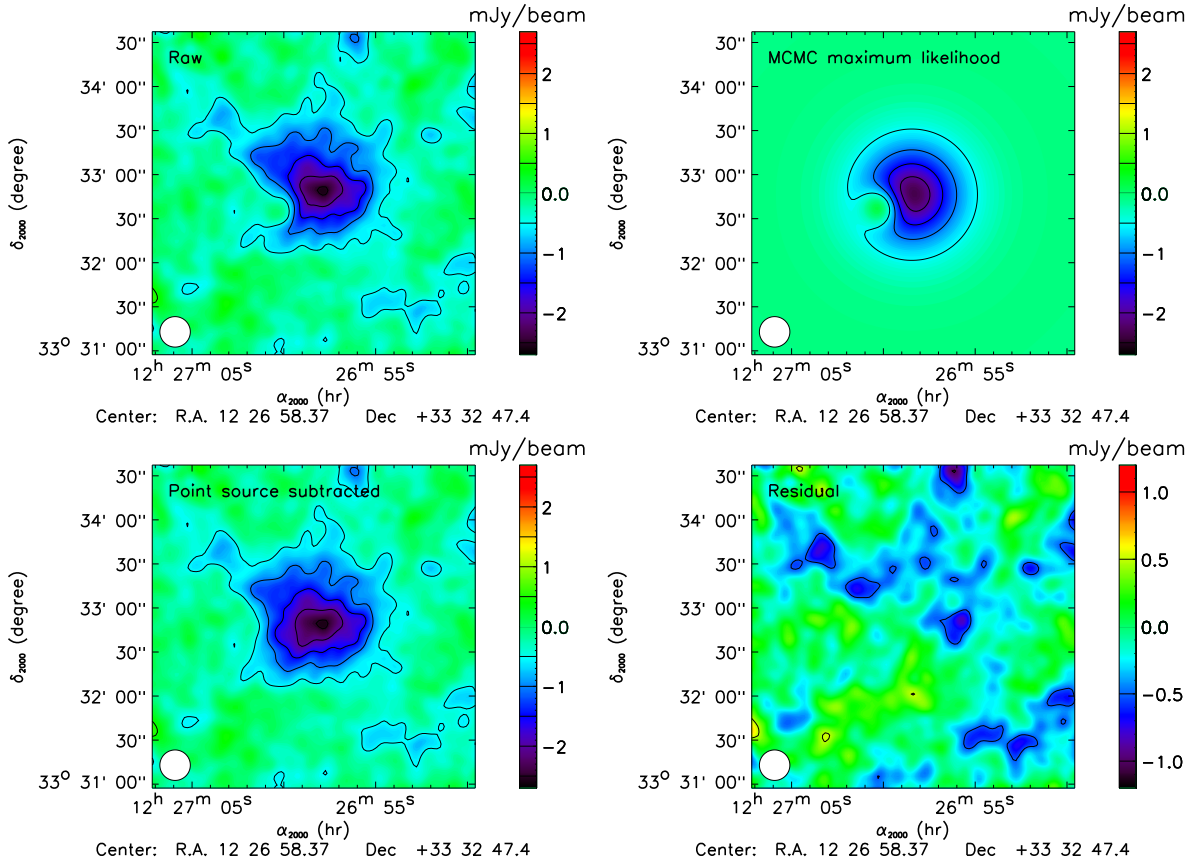 mJy/beam
Raw
30''
34' 00''
30''
33' 00''
30''
32' 00''
30''
33° 31' 00''
δ2000 (degree)
2
1
0.0
−1
−2
12h 27m 05s 26m 55s
α2000 (hr)
Center: R.A. 12 26 58.37 Dec +33 32 47.4
mJy/beam
MCMC maximum likelihood
30''
34' 00''
30''
33' 00''
30''
32' 00''
30''
33° 31' 00''
δ2000 (degree)
2
1
0.0
−1
−2
12h 27m 05s 26m 55s
α2000 (hr)
Center: R.A. 12 26 58.37 Dec +33 32 47.4
mJy/beam
Point source subtracted
30''
34' 00''
30''
33' 00''
30''
32' 00''
30''
33° 31' 00''
δ2000 (degree)
2
1
0.0
−1
−2
12h 27m 05s 26m 55s
α2000 (hr)
Center: R.A. 12 26 58.37 Dec +33 32 47.4
mJy/beam
Residual
30''
34' 00''
30''
33' 00''
30''
32' 00''
30''
33° 31' 00''
δ2000 (degree)
1.0
0.5
0.0
−0.5
−1.0
12h 27m 05s 26m 55s
α2000 (hr)
Center: R.A. 12 26 58.37 Dec +33 32 47.4